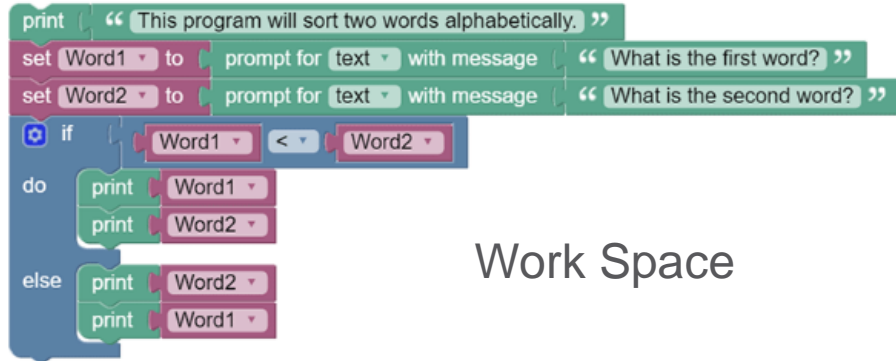 print “ This program will sort two words alphabetically. ”
set Word1 to prompt for text with message “ What is the first word? ”
set Word2 to prompt for text with message “ What is the second word? ”
if Word1 < Word2
do print Word1
print Word2
else print Word2
print Word1
Work Space